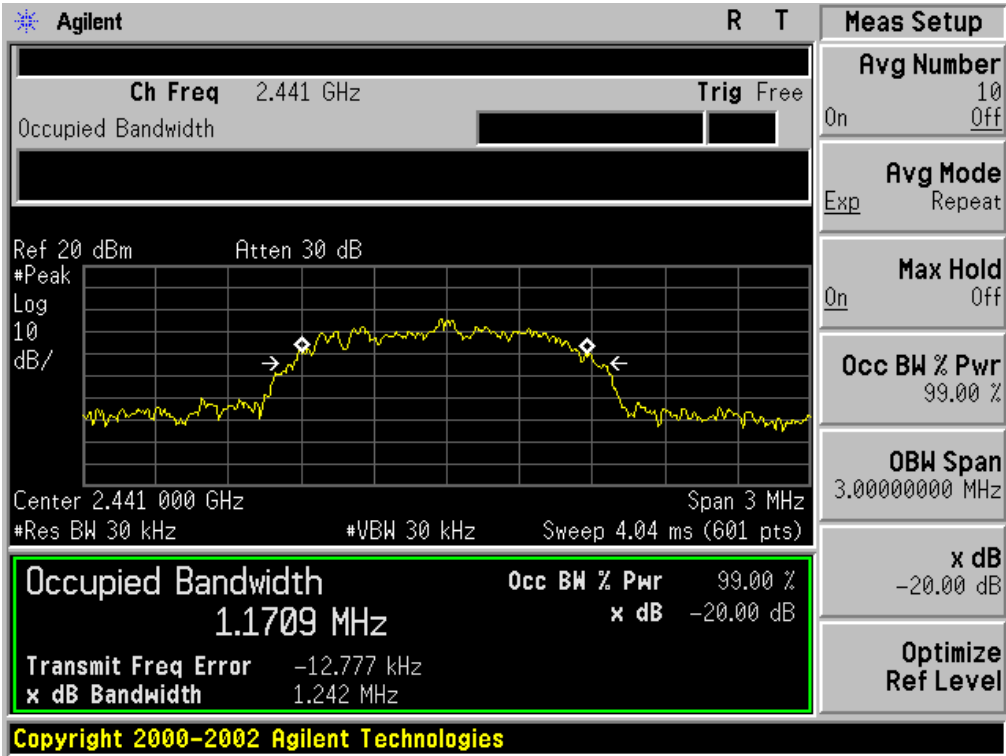 Agilent R T
Ch Freq 2.441 GHz Trig Free
Occupied Bandwidth
Ref 20 dBm Atten 30 dB
#Peak
Log
10
dB/
Center 2.441 000 GHz Span 3 MHz
#Res BW 30 kHz #VBW 30 kHz Sweep 4.04 ms (601 pts)
Occupied Bandwidth Occ BW % Pwr 99.00 %
1.1709 MHz x dB -20.00 dB
Transmit Freq Error -12.777 kHz
x dB Bandwidth 1.242 MHz
Copyright 2000-2002 Agilent Technologies
Meas Setup
Avg Number
10
On Off
Avg Mode
Exp Repeat
Max Hold
On Off
Occ BW % Pwr
99.00 %
OBW Span
3.00000000 MHz
x dB
-20.00 dB
Optimize
Ref Level